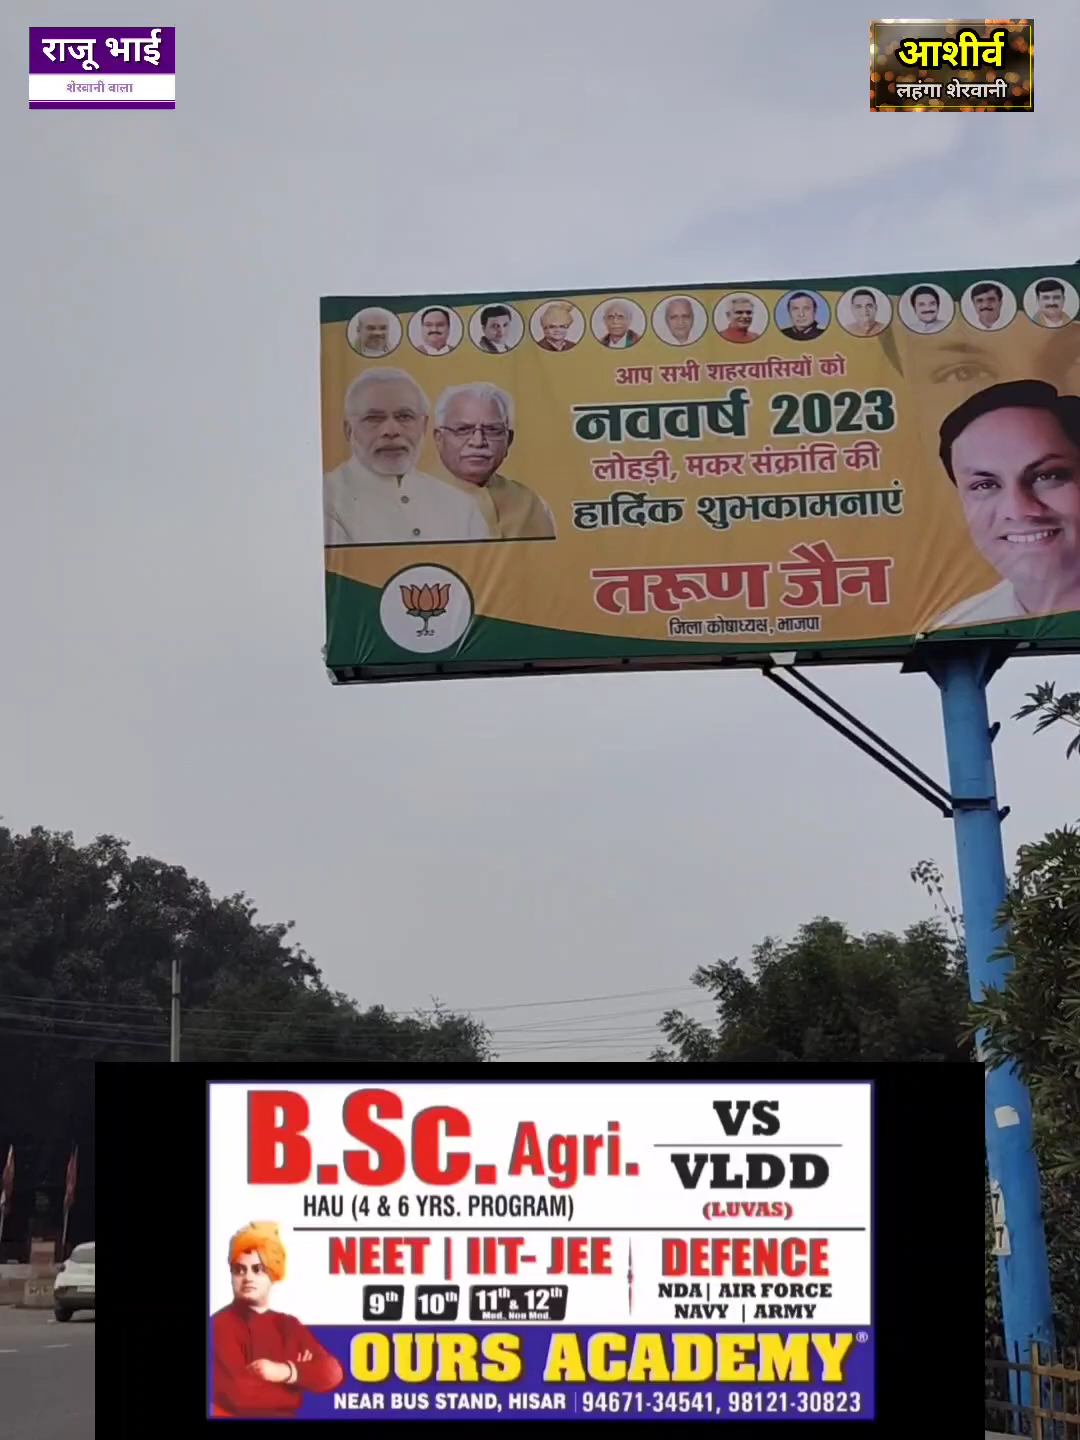 राजू भाई
शेरवानी वाला
आशीर्व
लहंगा शेरवानी
आप सभी शहरवासियों को
नववर्ष 2023
लोहड़ी, मकर संक्रांति की
हार्दिक शुभकामनाएं
तरूण जैन
जिला कोषाध्यक्ष, भाजपा
B.Sc. Agri.
HAU (4 & 6 YRS. PROGRAM)
VS
VLDD
(LUVAS)
NEET | IIT- JEE
9th 10th 11th & 12th
Med. Non Med.
DEFENCE
NDA | AIR FORCE
NAVY | ARMY
OURS ACADEMY®
NEAR BUS STAND, HISAR | 94671-34541, 98121-30823